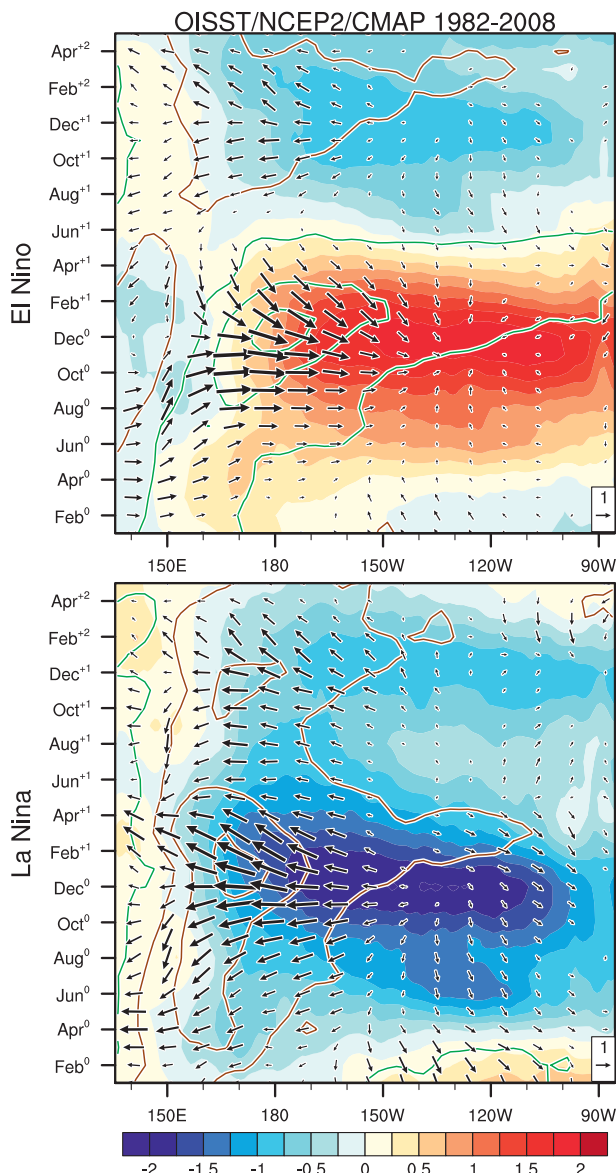 OISST/NCEP2/CMAP 1982-2008
El Nino
Apr+2
Feb+2
Dec+1
Oct+1
Aug+1
Jun+1
Apr+1
Feb+1
Dec0
Oct0
Aug0
Jun0
Apr0
Feb0
1
150E 180 150W 120W 90W
La Nina
Apr+2
Feb+2
Dec+1
Oct+1
Aug+1
Jun+1
Apr+1
Feb+1
Dec0
Oct0
Aug0
Jun0
Apr0
Feb0
1
150E 180 150W 120W 90W
-2 -1.5 -1 -0.5 0 0.5 1 1.5 2